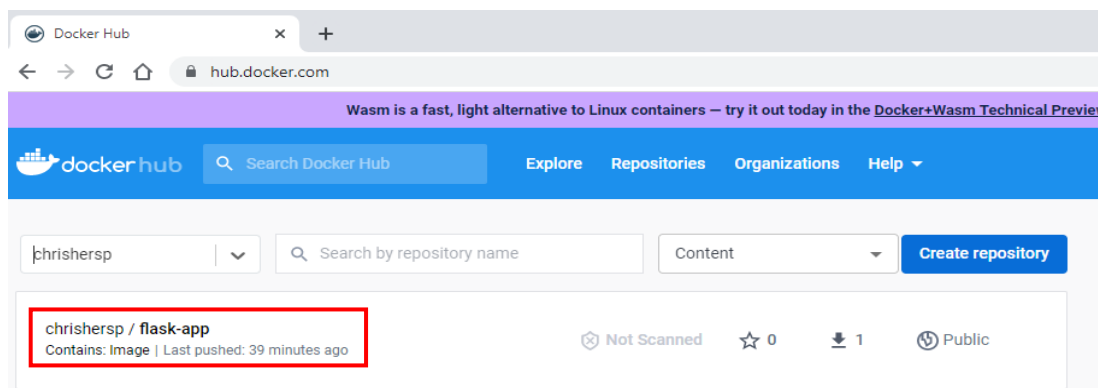 Docker Hub
hub.docker.com
Wasm is a fast, light alternative to Linux containers — try it out today in the Docker+Wasm Technical Preview
dockerhub Search Docker Hub Explore Repositories Organizations Help
chrishersp Search by repository name Content Create repository
chrishersp / flask-app
Contains: Image | Last pushed: 39 minutes ago
Not Scanned 0 1 Public